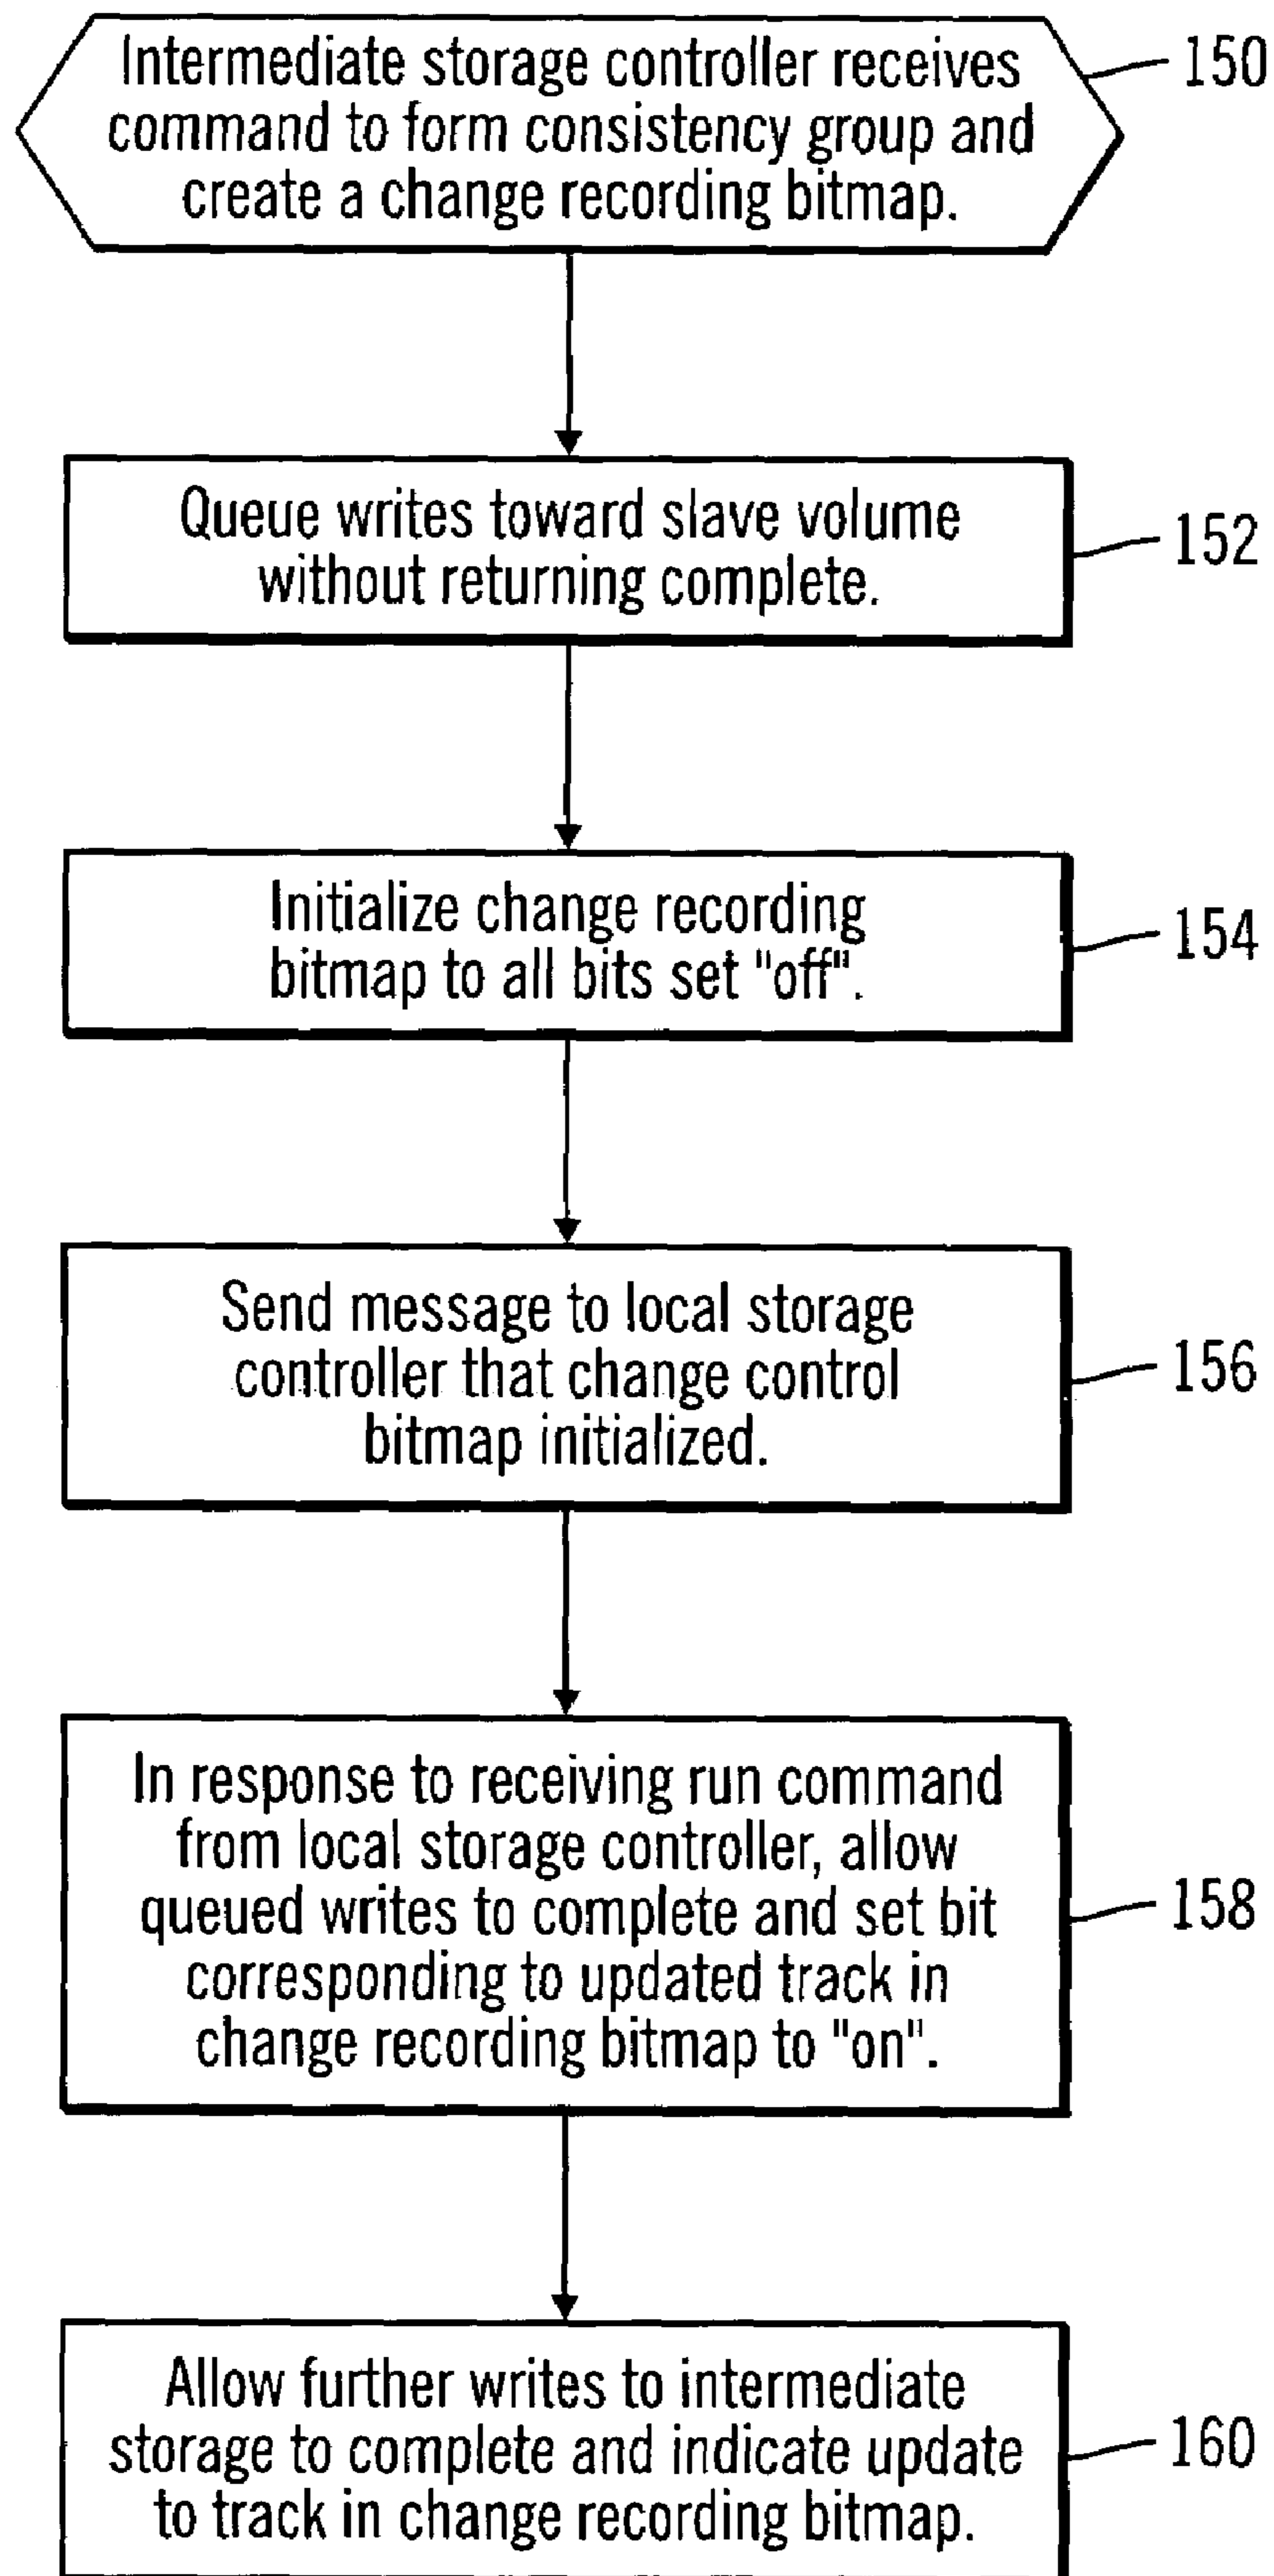 Intermediate storage controller receives
command to form consistency group and
create a change recording bitmap.
150
Queue writes toward slave volume
without returning complete.
152
Initialize change recording
bitmap to all bits set "off".
154
Send message to local storage
controller that change control
bitmap initialized.
156
In response to receiving run command
from local storage controller, allow
queued writes to complete and set bit
corresponding to updated track in
change recording bitmap to "on".
158
Allow further writes to intermediate
storage to complete and indicate update
to track in change recording bitmap.
160